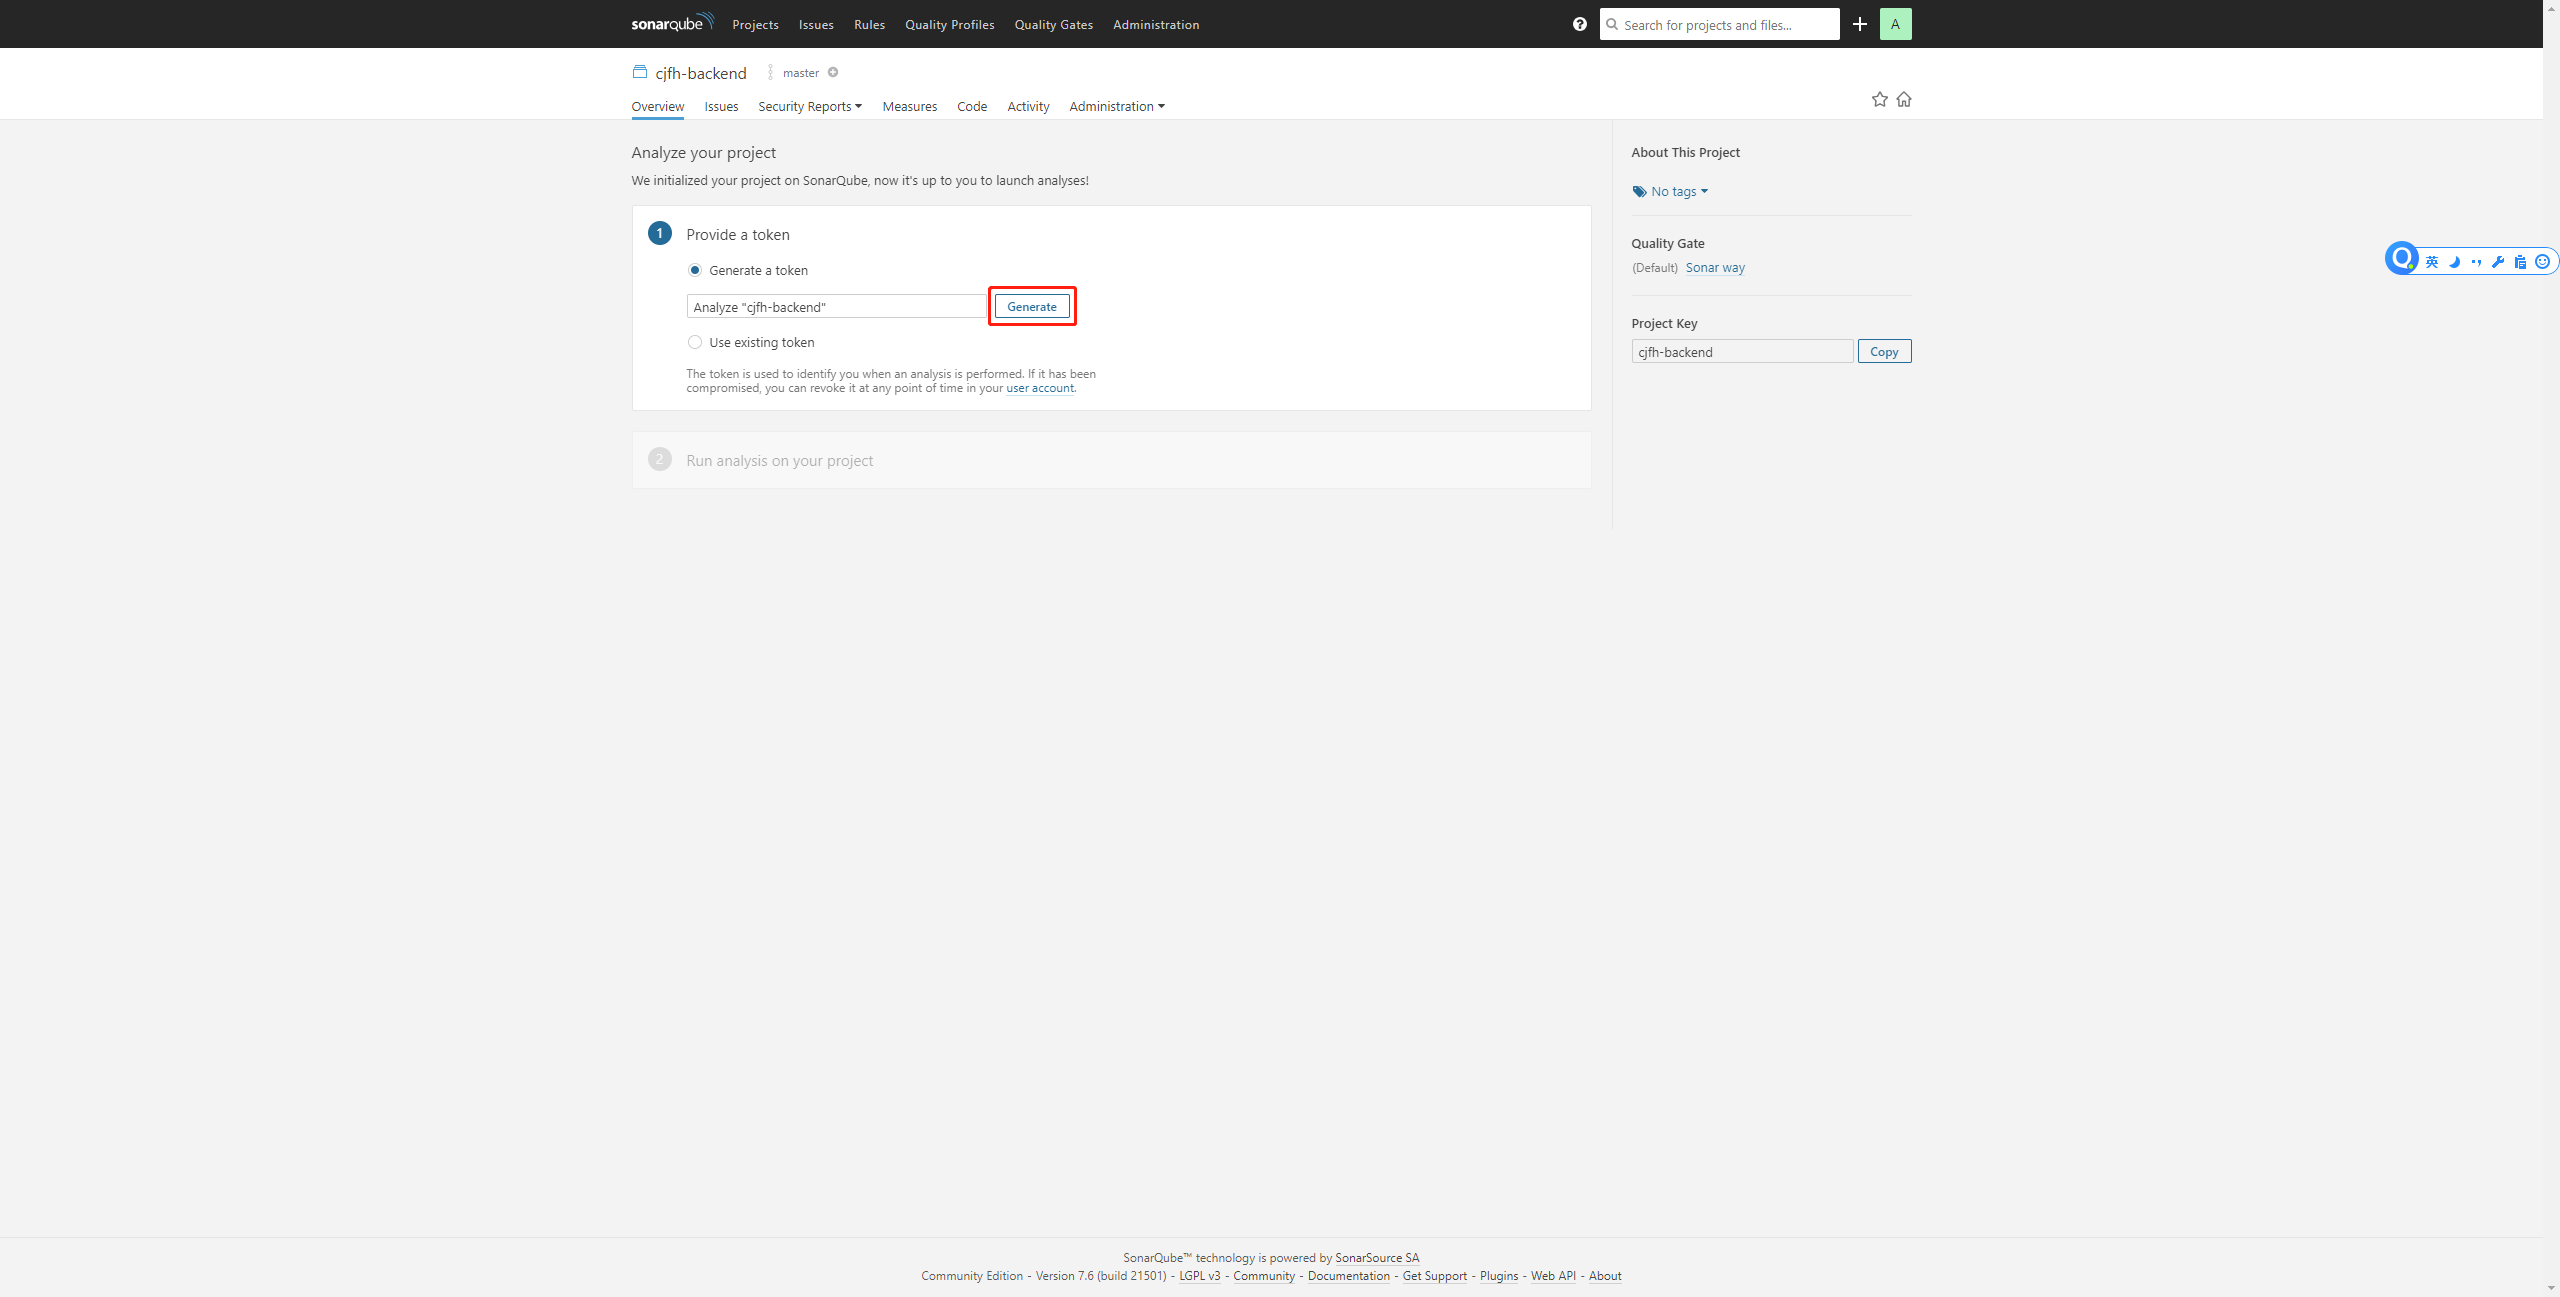 sonarqube Projects Issues Rules Quality Profiles Quality Gates Administration Search for projects and files... A
cjfh-backend master
Overview Issues Security Reports Measures Code Activity Administration
Analyze your project
We initialized your project on SonarQube, now it's up to you to launch analyses!
1 Provide a token
Generate a token
Analyze "cjfh-backend" Generate
Use existing token
The token is used to identify you when an analysis is performed. If it has been
compromised, you can revoke it at any point of time in your user account.
2 Run analysis on your project
About This Project
No tags
Quality Gate
(Default) Sonar way
Project Key
cjfh-backend Copy
英
SonarQube™ technology is powered by SonarSource SA
Community Edition - Version 7.6 (build 21501) - LGPL v3 - Community - Documentation - Get Support - Plugins - Web API - About